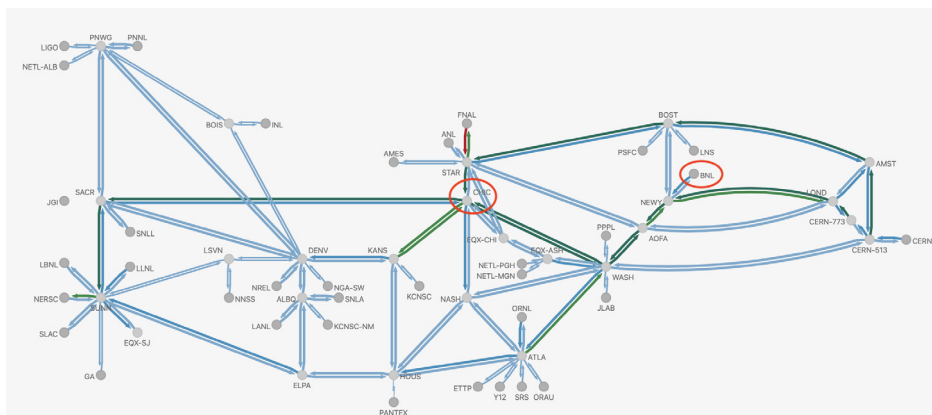 PNWG
PNNL
LIGO
NETL-ALB
BOIS
INL
FNAL
ANL
AMES
STAR
BOST
PSFC
LNS
BNL
AMST
SACR
JGI
CHIC
NEWY
LOND
CERN-773
SNLL
AOFA
PPPL
EQX-CHI
CERN-513
CERN
LSVN
DENV
KANS
EQX-ASH
NETL-PGH
NETL-MGN
WASH
LBNL
LLNL
NERSC
SUNN
NNSS
NREL
NGA-SW
ALBQ
SNLA
KCNSC
NASH
JLAB
ORNL
SLAC
EQX-SJ
LANL
KCNSC-NM
ATLA
GA
ELPA
HOUS
ETTP
Y12
SRS
ORAU
PANTEX